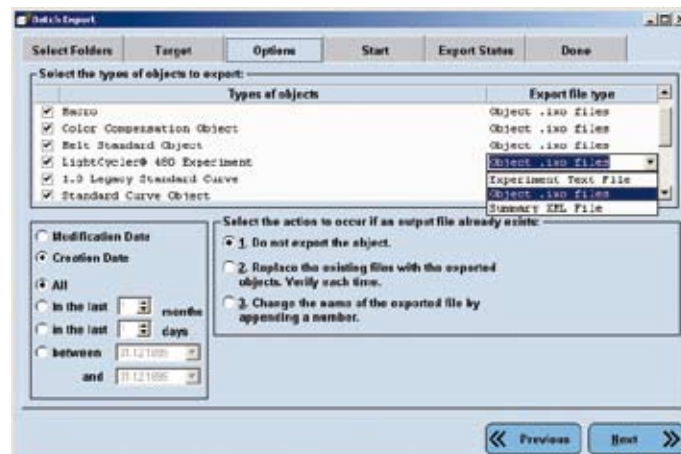 Batch Export
Select Folders Target Options Start Export States Done
Select the types of objects to export:
Types of objects Export file type
Macro Object .ixo files
Color Compensation Object Object .ixo files
Melt Standard Object Object .ixo files
LightCycler® 480 Experiment Object .ixo files
1.0 Legacy Standard Curve Experiment Text File
Standard Curve Object Object .ixo files
Summary XML File
Modification Date
Creation Date
All
in the last months
in the last days
between
and
Select the action to occur if an output file already exists:
1. Do not export the object.
2. Replace the existing files with the exported
objects. Verify each time.
3. Change the name of the exported file by
appending a number.
Previous Next